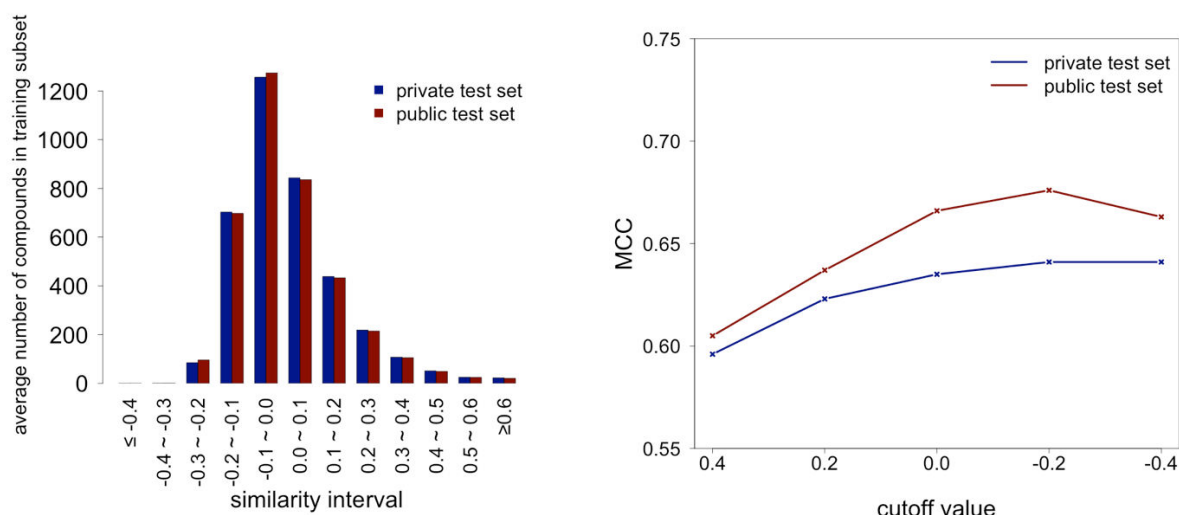 average number of compounds in training subset
1200
1000
800
600
400
200
0
private test set
public test set
≤ -0.4
-0.4 ~ -0.3
-0.3 ~ -0.2
-0.2 ~ -0.1
-0.1 ~ 0.0
0.0 ~ 0.1
0.1 ~ 0.2
0.2 ~ 0.3
0.3 ~ 0.4
0.4 ~ 0.5
0.5 ~ 0.6
≥0.6
similarity interval
MCC
0.75
0.70
0.65
0.60
0.55
private test set
public test set
0.4
0.2
0.0
-0.2
-0.4
cutoff value